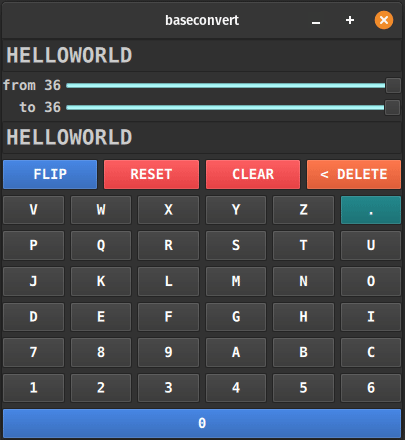 baseconvert
HELLOWORLD
from 36
to 36
HELLOWORLD
FLIP RESET CLEAR < DELETE
V W X Y Z .
P Q R S T U
J K L M N O
D E F G H I
7 8 9 A B C
1 2 3 4 5 6
0